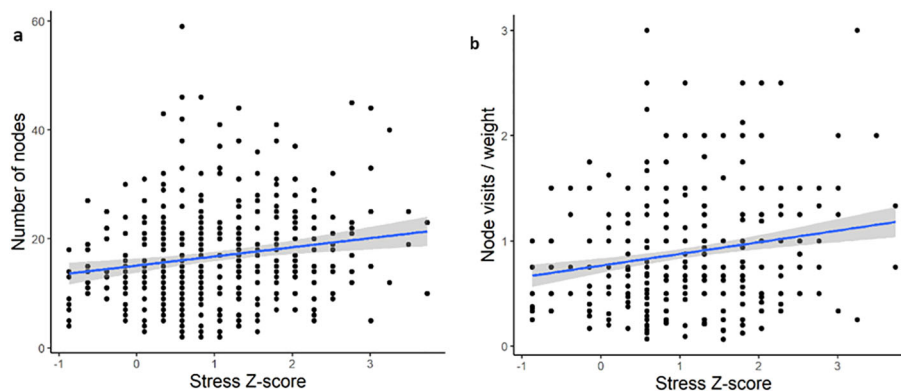 a
Number of nodes
60
40
20
0
-1 0 1 2 3
Stress Z-score
b
Node visits / weight
3
2
1
0
-1 0 1 2 3
Stress Z-score